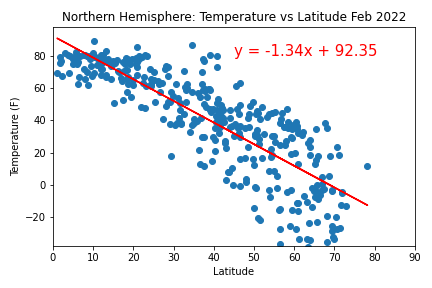 Northern Hemisphere: Temperature vs Latitude Feb 2022
y = -1.34x + 92.35
Temperature (F)
80
60
40
20
0
−20
0 10 20 30 40 50 60 70 80 90
Latitude